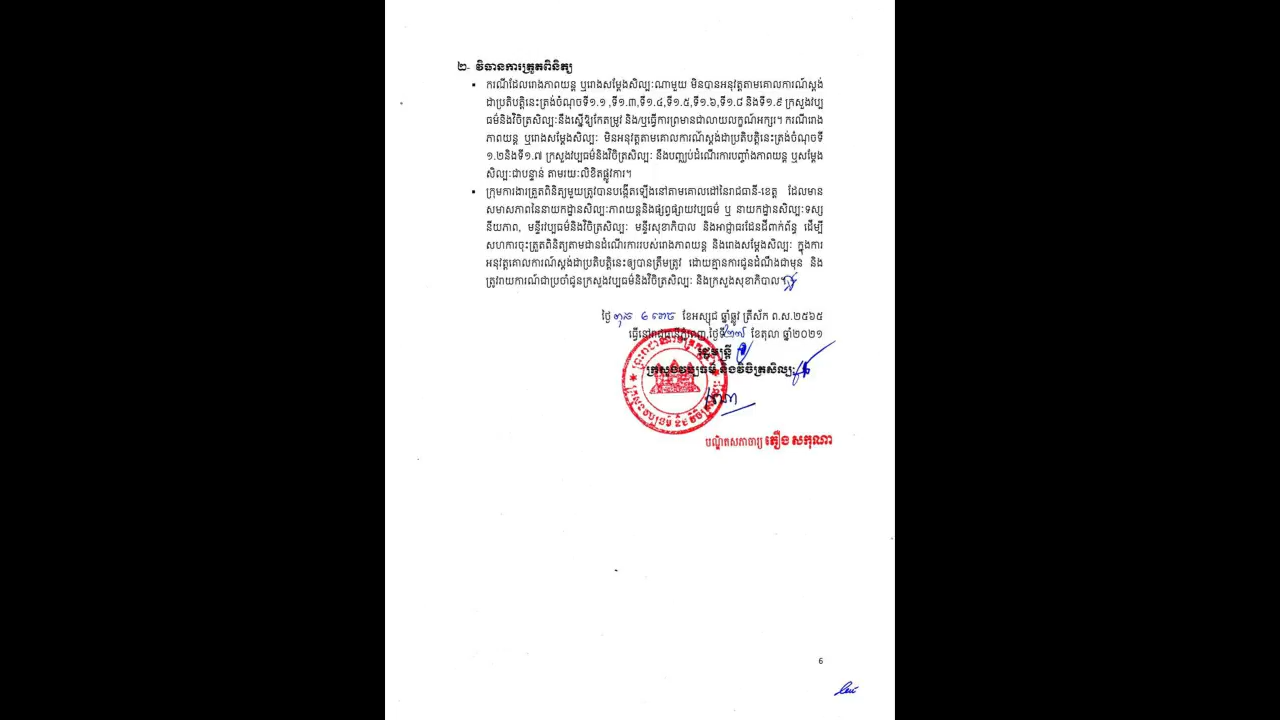 ២- វិធានការត្រួតពិនិត្យ
▪ ករណីដែលរោងភាពយន្ត ឬរោងសម្តែងសិល្បៈណាមួយ មិនបានអនុវត្តតាមគោលការណ៍ស្តង់
ដាប្រតិបត្តិនេះត្រង់ចំណុចទី១.១ ,ទី១.៣,ទី១.៤,ទី១.៥,ទី១.៦,ទី១.៨ និងទី១.៩ ក្រសួងវប្ប
ធម៌និងវិចិត្រសិល្បៈនឹងស្នើឱ្យកែតម្រូវ និង/ឬធ្វើការព្រមានជាលាយលក្ខណ៍អក្សរ។ ករណីរោង
ភាពយន្ត ឬរោងសម្តែងសិល្បៈ មិនអនុវត្តតាមគោលការណ៍ស្តង់ដាប្រតិបត្តិនេះត្រង់ចំណុចទី
១.២និងទី១.៧ ក្រសួងវប្បធម៌និងវិចិត្រសិល្បៈ នឹងបញ្ឈប់ដំណើរការបញ្ចាំងភាពយន្ត ឬសម្តែង
សិល្បៈជាបន្ទាន់ តាមរយៈលិខិតផ្លូវការ។
▪ ក្រុមការងារត្រួតពិនិត្យមួយត្រូវបានបង្កើតឡើងនៅតាមគោលដៅនៃរាជធានី-ខេត្ត ដែលមាន
សមាសភាពនៃនាយកដ្ឋានសិល្បៈភាពយន្តនិងផ្សព្វផ្សាយវប្បធម៌ ឬ នាយកដ្ឋានសិល្បៈទស្ស
នីយភាព, មន្ទីរវប្បធម៌និងវិចិត្រសិល្បៈ មន្ទីរសុខាភិបាល និងអាជ្ញាធរដែនដីពាក់ព័ន្ធ ដើម្បី
សហការចុះត្រួតពិនិត្យតាមដានដំណើរការរបស់រោងភាពយន្ត និងរោងសម្តែងសិល្បៈ ក្នុងការ
អនុវត្តគោលការណ៍ស្តង់ដាប្រតិបត្តិនេះឲ្យបានត្រឹមត្រូវ ដោយគ្មានការជូនដំណឹងជាមុន និង
ត្រូវរាយការណ៍ជាប្រចាំជូនក្រសួងវប្បធម៌និងវិចិត្រសិល្បៈ និងក្រសួងសុខាភិបាល។
ថ្ងៃ ពុធ ៤ រោច ខែអស្សុជ ឆ្នាំឆ្លូវ ត្រីស័ក ព.ស.២៥៦៥
ធ្វើនៅរាជធានីភ្នំពេញ,ថ្ងៃទី២៧ ខែតុលា ឆ្នាំ២០២១
រដ្ឋមន្ត្រី
ក្រសួងវប្បធម៌ និងវិចិត្រសិល្បៈ
បណ្ឌិតសភាចារ្យ ភឿង សកុណា
6